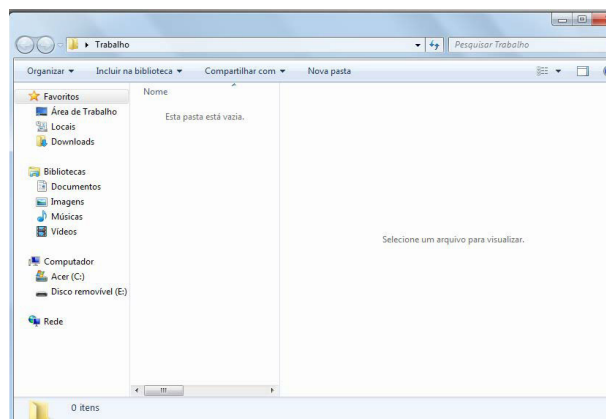 Trabalho
Pesquisar Trabalho
Organizar Incluir na biblioteca Compartilhar com Nova pasta
Favoritos
Área de Trabalho
Locais
Downloads
Bibliotecas
Documentos
Imagens
Músicas
Vídeos
Computador
Acer (C:)
Disco removível (E:)
Rede
Nome
Esta pasta está vazia.
Selecione um arquivo para visualizar.
0 itens